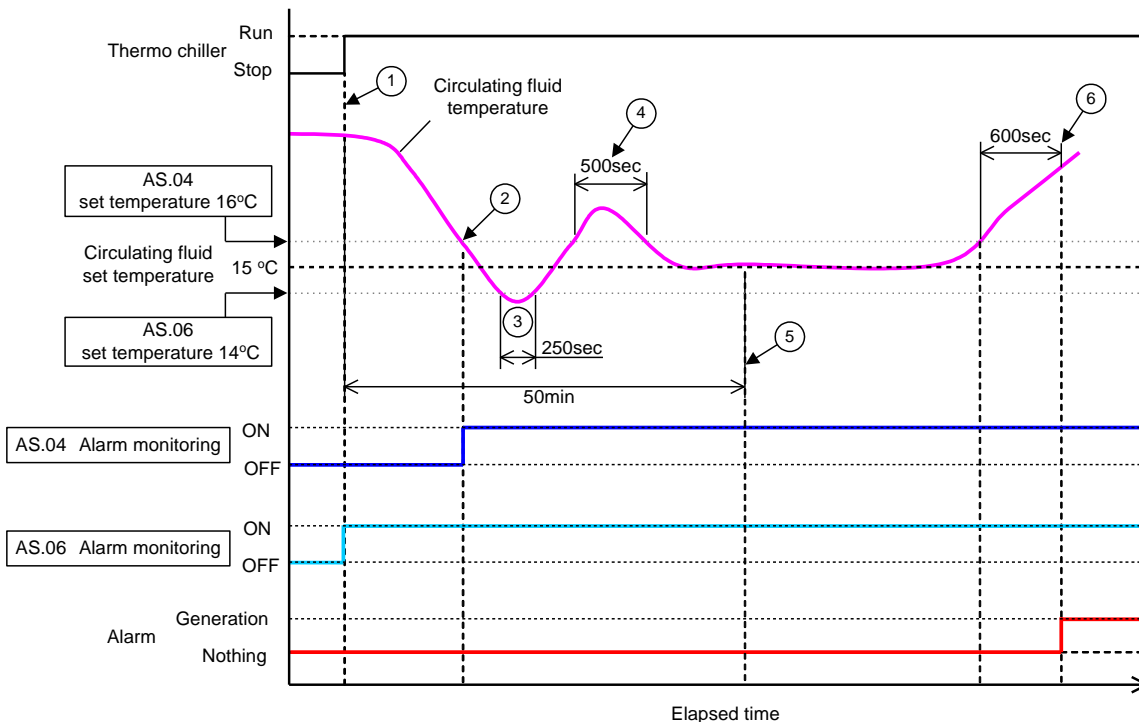 Run
Thermo chiller
Stop
1
Circulating fluid
temperature
4
6
500sec
600sec
AS.04
set temperature 16ºC
2
Circulating fluid
set temperature
15 ºC
AS.06
set temperature 14ºC
3
250sec
5
50min
AS.04 Alarm monitoring
ON
OFF
AS.06 Alarm monitoring
ON
OFF
Generation
Alarm
Nothing
Elapsed time